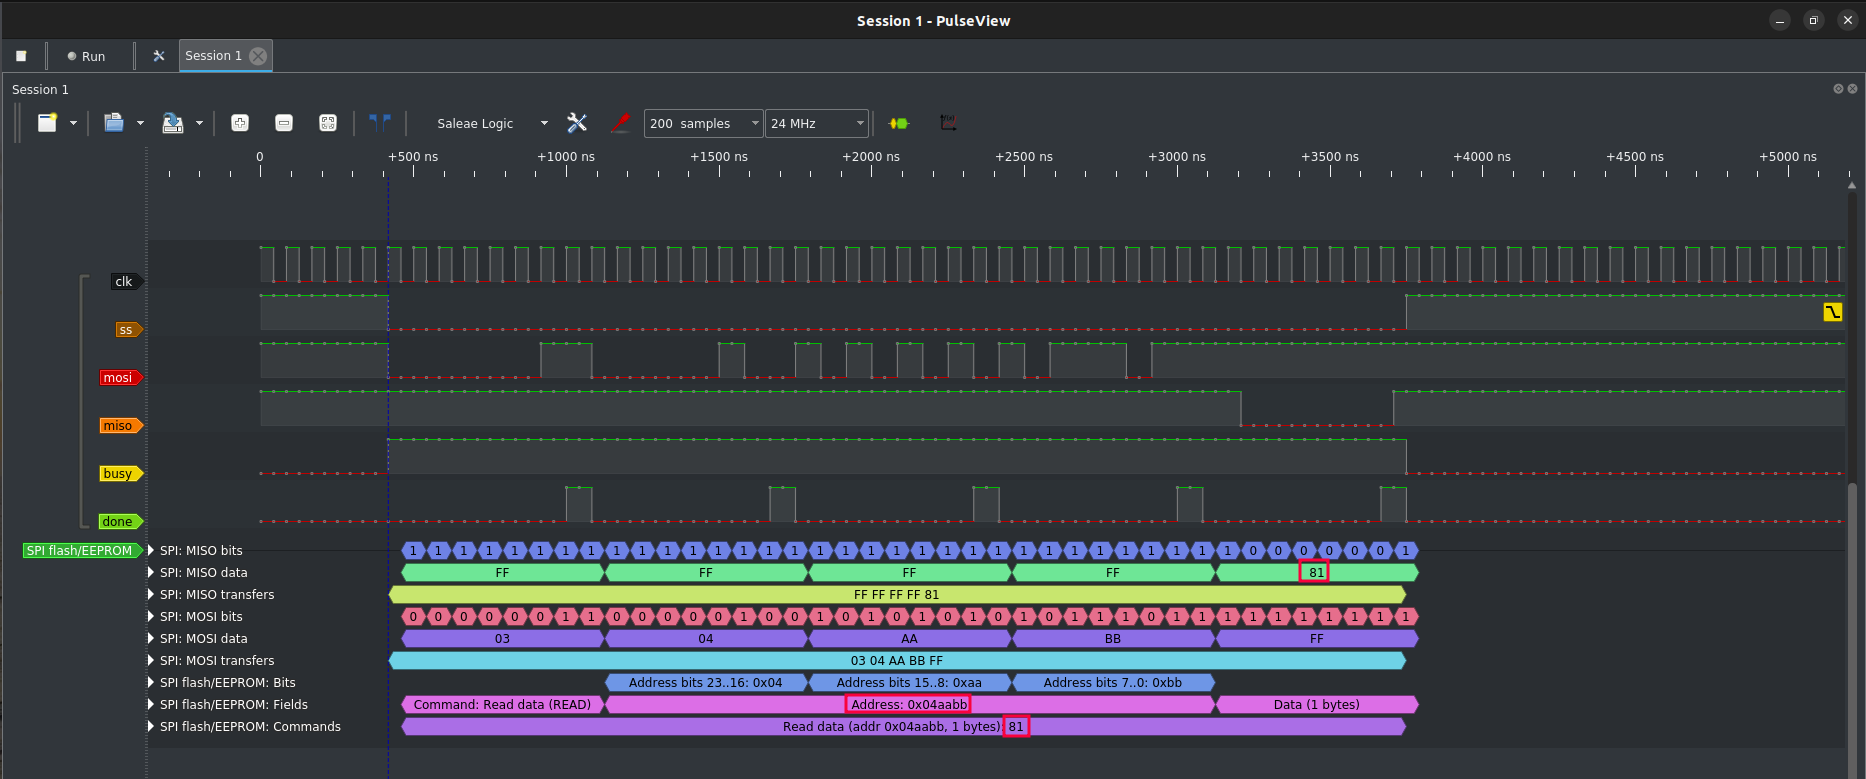 Session 1 - PulseView
Run
Session 1
Session 1
Saleae Logic
200 samples
24 MHz
0 +500 ns +1000 ns +1500 ns +2000 ns +2500 ns +3000 ns +3500 ns +4000 ns +4500 ns +5000 ns
clk
ss
mosi
miso
busy
done
SPI flash/EEPROM
SPI: MISO bits 1 1 1 1 1 1 1 1 1 1 1 1 1 1 1 1 1 1 1 1 1 1 1 1 1 1 1 1 1 1 1 1 1 0 0 0 0 0 0 1
SPI: MISO data FF FF FF FF 81
SPI: MISO transfers FF FF FF FF 81
SPI: MOSI bits 0 0 0 0 0 0 1 1 0 0 0 0 0 1 0 0 1 0 1 0 1 0 1 0 1 0 1 1 1 0 1 1 1 1 1 1 1 1 1 1
SPI: MOSI data 03 04 AA BB FF
SPI: MOSI transfers 03 04 AA BB FF
SPI flash/EEPROM: Bits Address bits 23..16: 0x04 Address bits 15..8: 0xaa Address bits 7..0: 0xbb
SPI flash/EEPROM: Fields Command: Read data (READ) Address: 0x04aabb Data (1 bytes)
SPI flash/EEPROM: Commands Read data (addr 0x04aabb, 1 bytes): 81